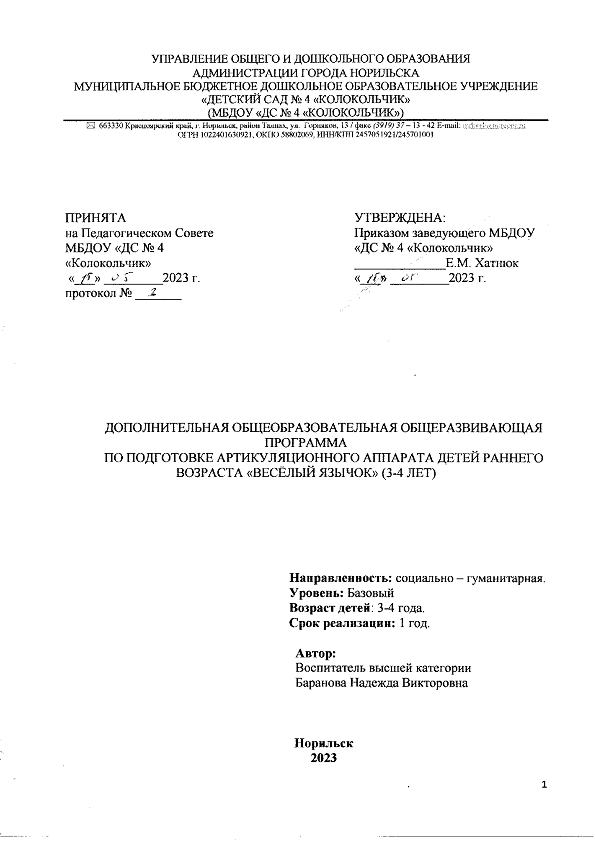 УПРАВЛЕНИЕ ОБЩЕГО И ДОШКОЛЬНОГО ОБРАЗОВАНИЯ
АДМИНИСТРАЦИИ ГОРОДА НОРИЛЬСКА
МУНИЦИПАЛЬНОЕ БЮДЖЕТНОЕ ДОШКОЛЬНОЕ ОБРАЗОВАТЕЛЬНОЕ УЧРЕЖДЕНИЕ
«ДЕТСКИЙ САД № 4 «КОЛОКОЛЬЧИК»
(МБДОУ «ДС № 4 «КОЛОКОЛЬЧИК»)
663330 Красноярский край, г. Норильск, район Талнах, ул. Горняков, 13 / факс (3919) 37 – 13 - 42 E-mail:
ОГРН 1022401630921, ОКПО 58802069, ИНН/КПП 2457051921/245701001
ПРИНЯТА
на Педагогическом Совете
МБДОУ «ДС № 4
«Колокольчик»
« » 05 2023 г.
протокол № 2
УТВЕРЖДЕНА:
Приказом заведующего МБДОУ
«ДС № 4 «Колокольчик»
Е.М. Хатнюк
« » 2023 г.
ДОПОЛНИТЕЛЬНАЯ ОБЩЕОБРАЗОВАТЕЛЬНАЯ ОБЩЕРАЗВИВАЮЩАЯ
ПРОГРАММА
ПО ПОДГОТОВКЕ АРТИКУЛЯЦИОННОГО АППАРАТА ДЕТЕЙ РАННЕГО
ВОЗРАСТА «ВЕСЁЛЫЙ ЯЗЫЧОК» (3-4 ЛЕТ)
Направленность: социально – гуманитарная.
Уровень: Базовый
Возраст детей: 3-4 года.
Срок реализации: 1 год.
Автор:
Воспитатель высшей категории
Баранова Надежда Викторовна
Норильск
2023
1